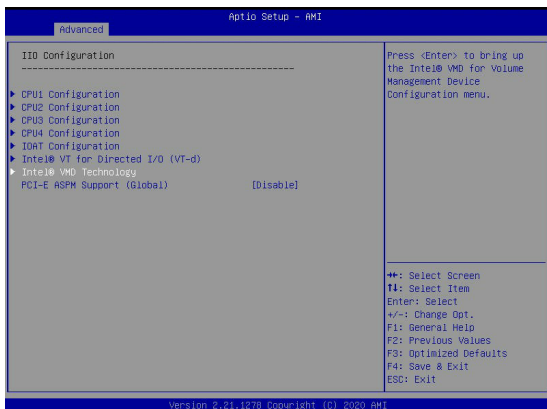 Aptio Setup – AMI
Advanced
IIO Configuration
--------------------------------------------------
CPU1 Configuration
CPU2 Configuration
CPU3 Configuration
CPU4 Configuration
IOAT Configuration
Intel® VT for Directed I/O (VT-d)
Intel® VMD Technology
PCI-E ASPM Support (Global) [Disable]
Press <Enter> to bring up
the Intel® VMD for Volume
Management Device
Configuration menu.
→←: Select Screen
↑↓: Select Item
Enter: Select
+/-: Change Opt.
F1: General Help
F2: Previous Values
F3: Optimized Defaults
F4: Save & Exit
ESC: Exit
Version 2.21.1278 Copyright (C) 2020 AMI